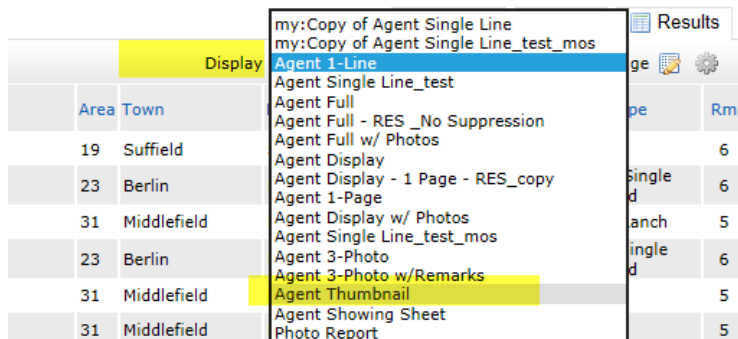 Results
Display
ge
my:Copy of Agent Single Line
my:Copy of Agent Single Line_test_mos
Agent 1-Line
Agent Single Line_test
Agent Full
Agent Full - RES _No Suppression
Agent Full w/ Photos
Agent Display
Agent Display - 1 Page - RES_copy
Agent 1-Page
Agent Display w/ Photos
Agent Single Line_test_mos
Agent 3-Photo
Agent 3-Photo w/Remarks
Agent Thumbnail
Agent Showing Sheet
Photo Report
Area Town pe Rm
19 Suffield 6
23 Berlin Single d 6
31 Middlefield anch 5
23 Berlin ingle d 6
31 Middlefield 5
31 Middlefield 5